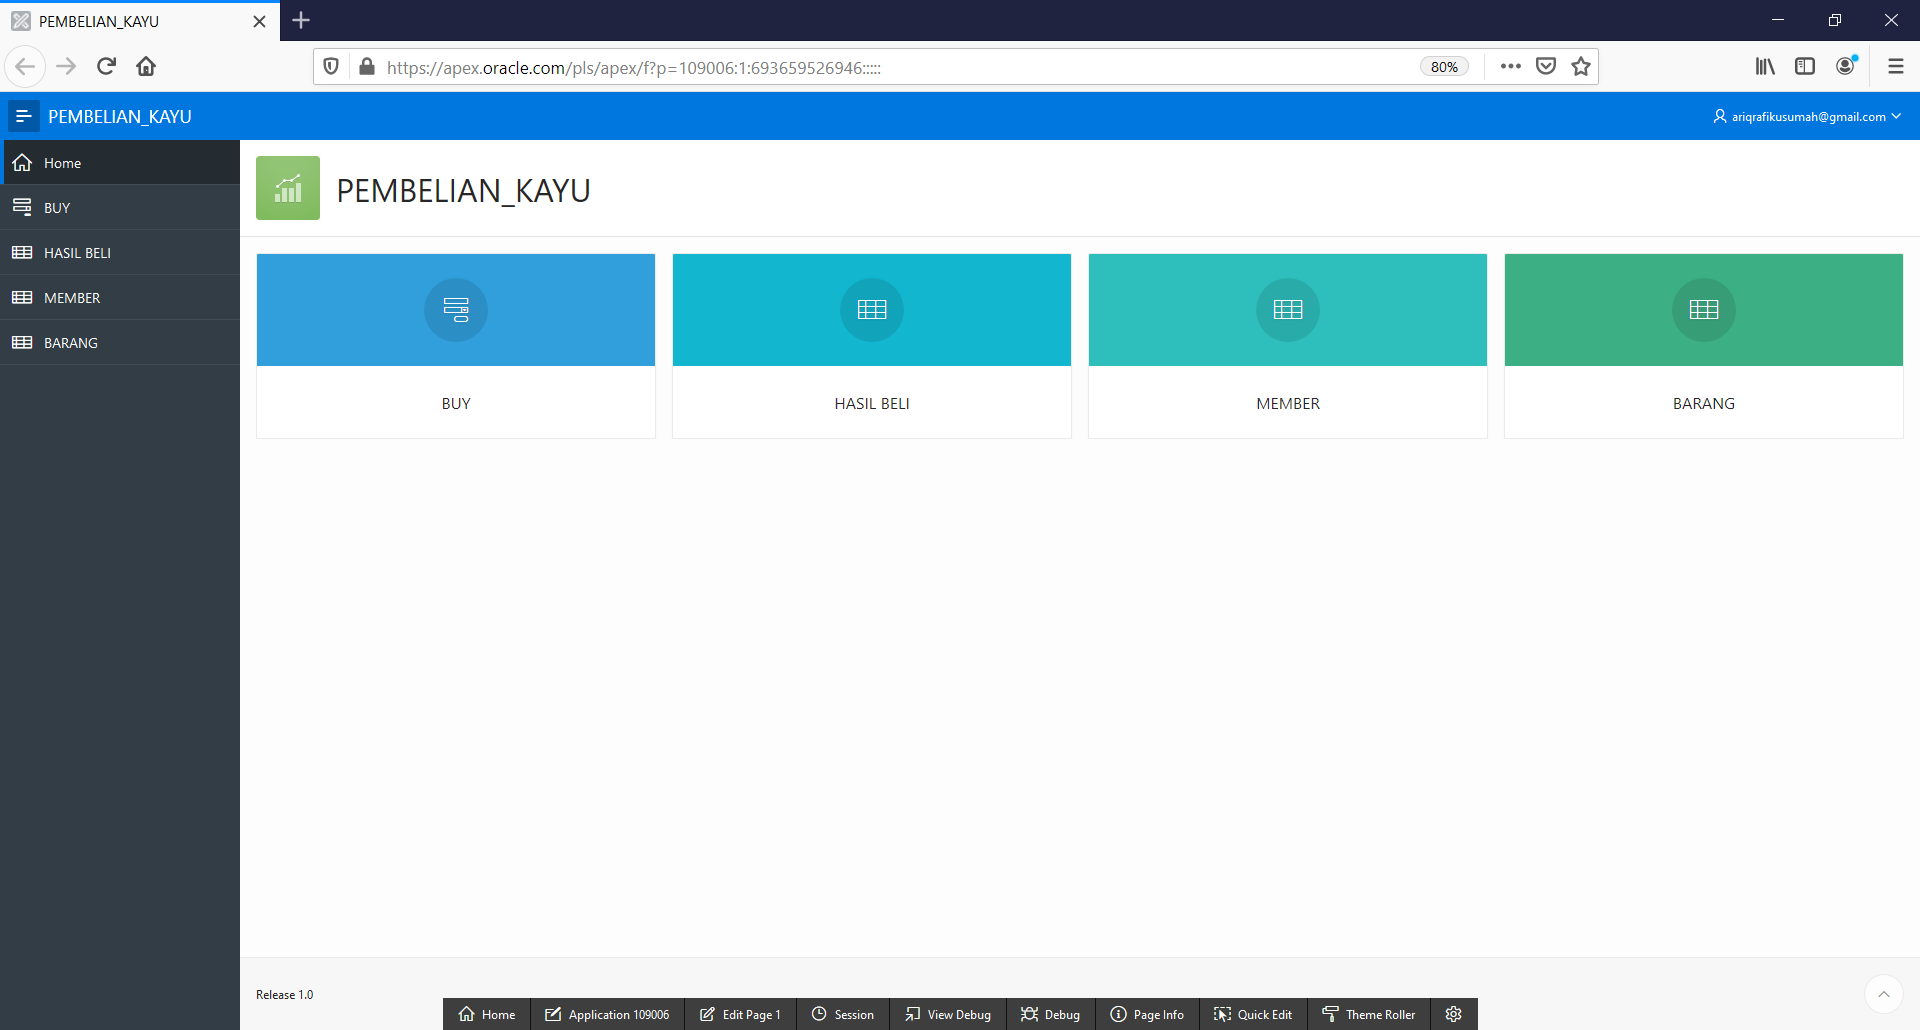 PEMBELIAN_KAYU
https://apex.oracle.com/pls/apex/f?p=109006:1:693659526946:::::
80%
PEMBELIAN_KAYU
ariqrafikusumah@gmail.com
Home
BUY
HASIL BELI
MEMBER
BARANG
PEMBELIAN_KAYU
BUY
HASIL BELI
MEMBER
BARANG
Release 1.0
Home
Application 109006
Edit Page 1
Session
View Debug
Debug
Page Info
Quick Edit
Theme Roller